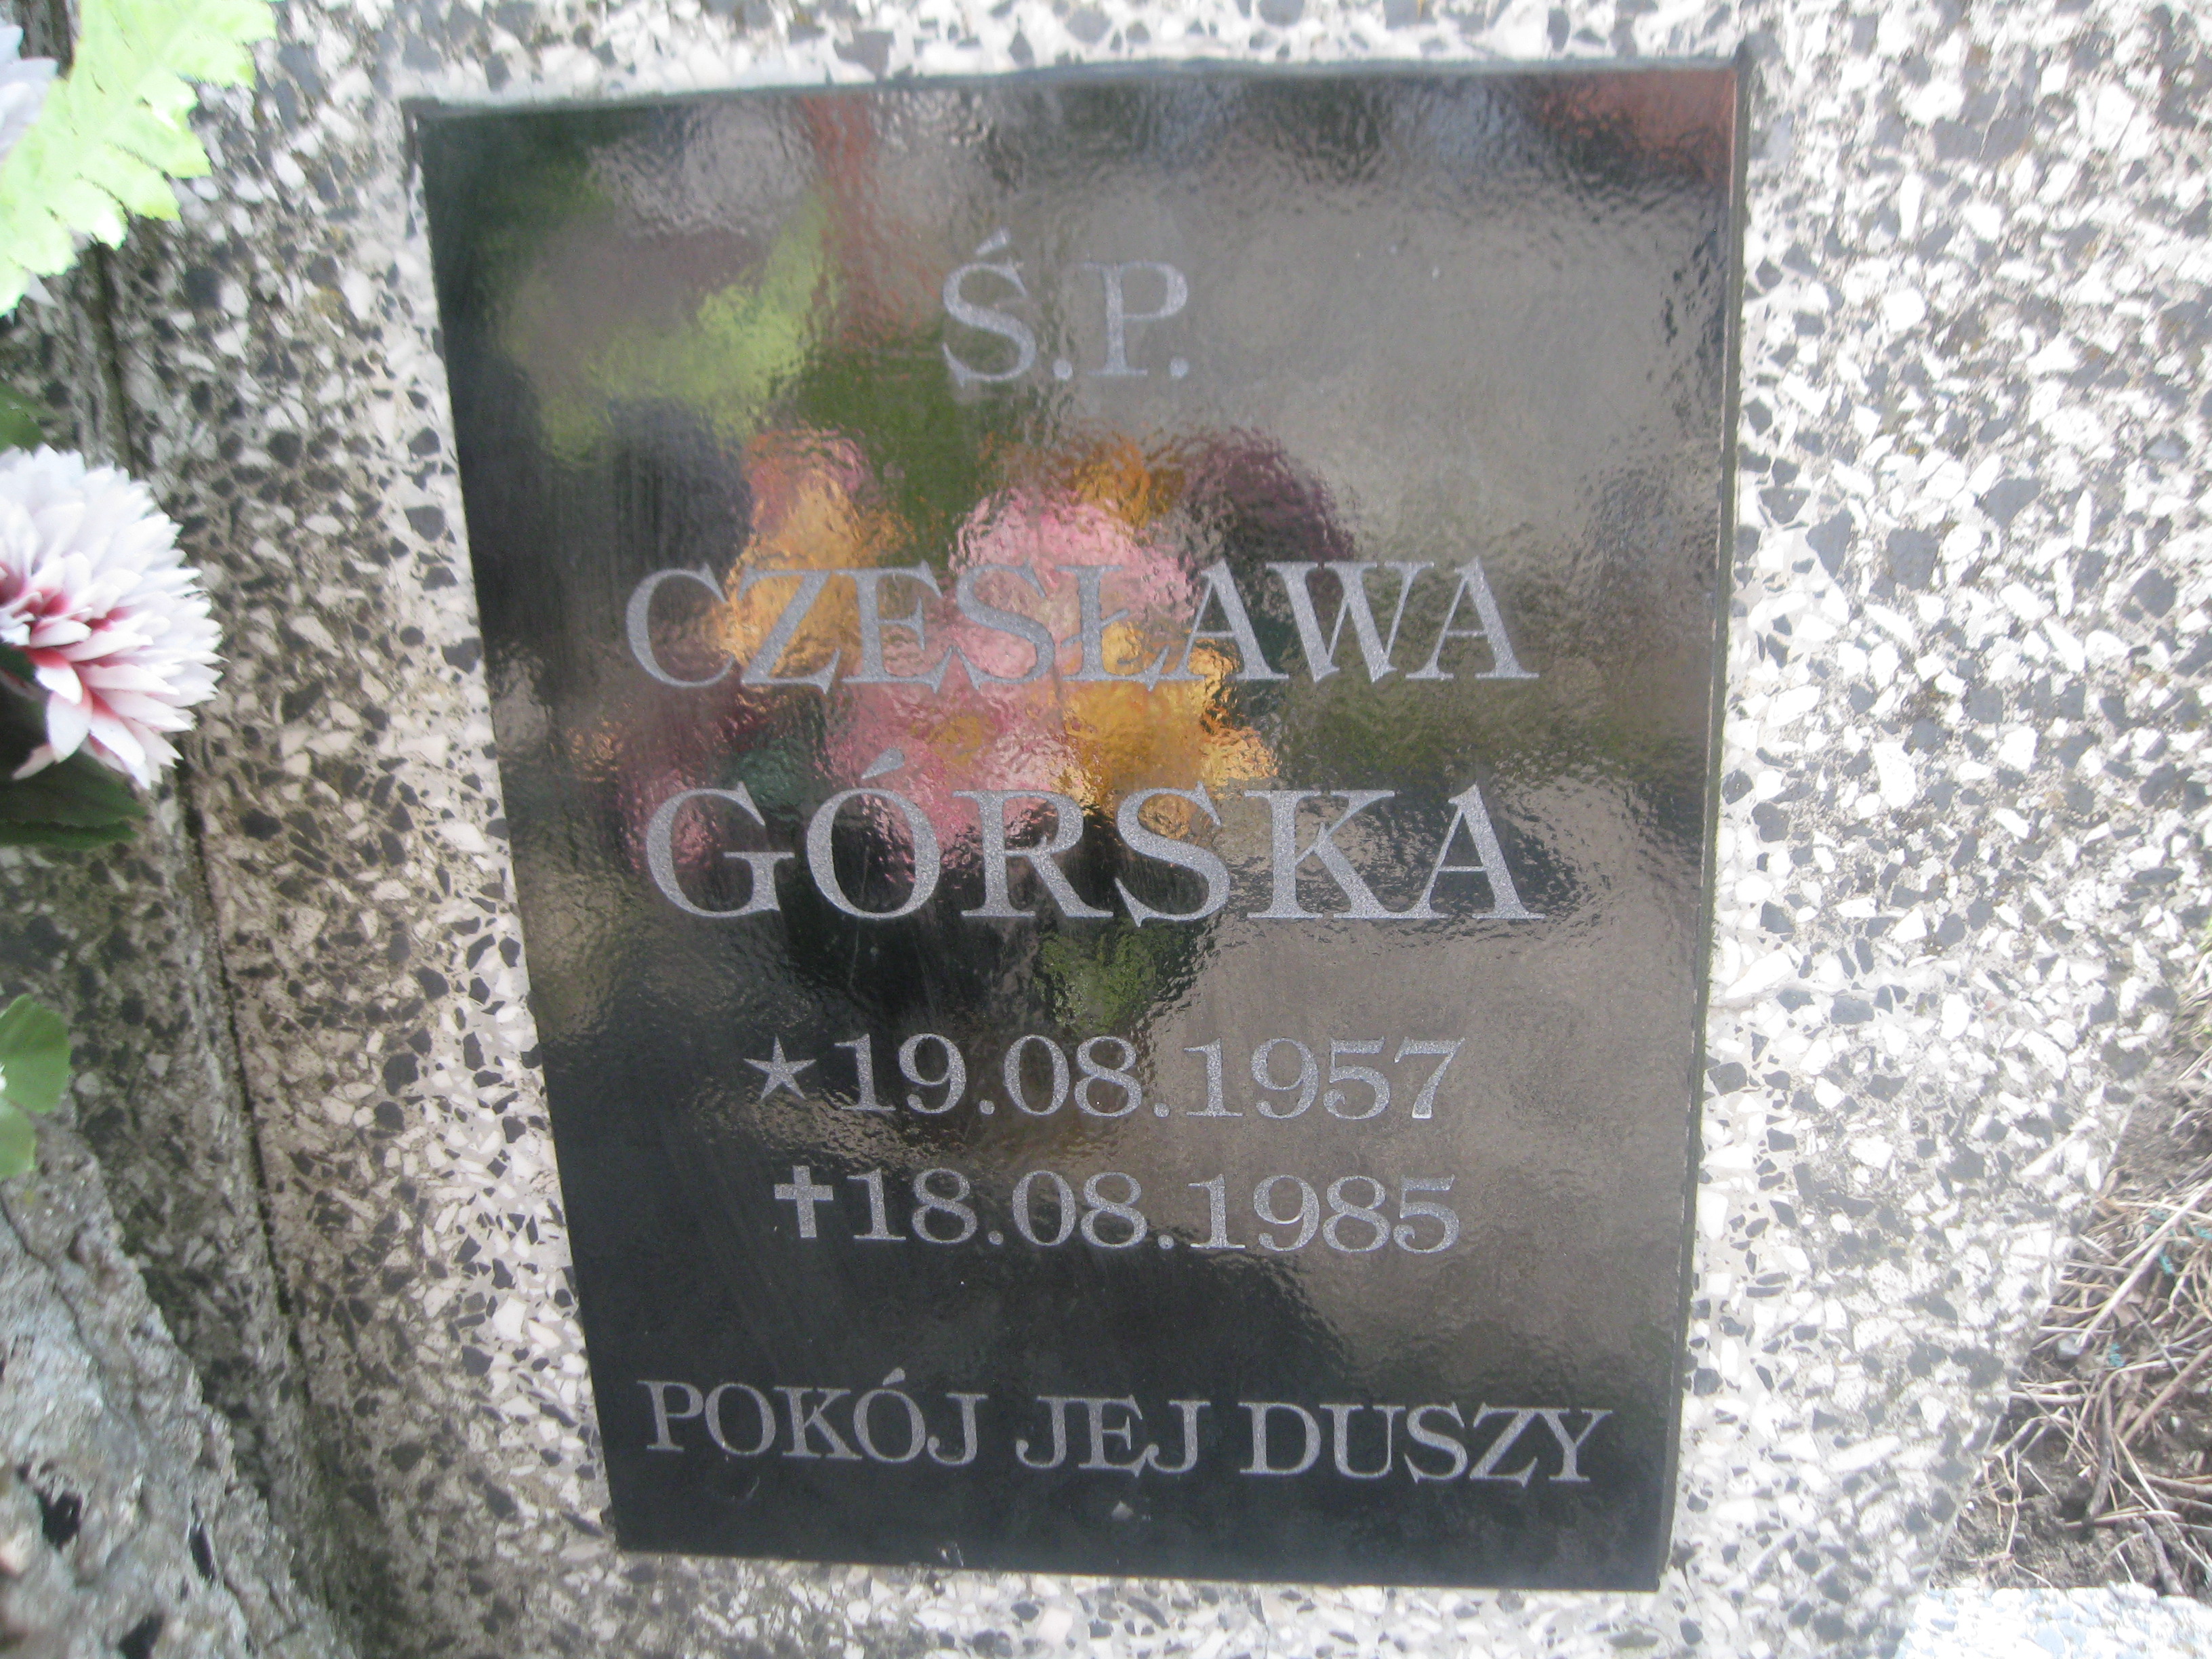 Ś.P.
CZESŁAWA
GÓRSKA
★19.08.1957
✝18.08.1985
POKÓJ JEJ DUSZY